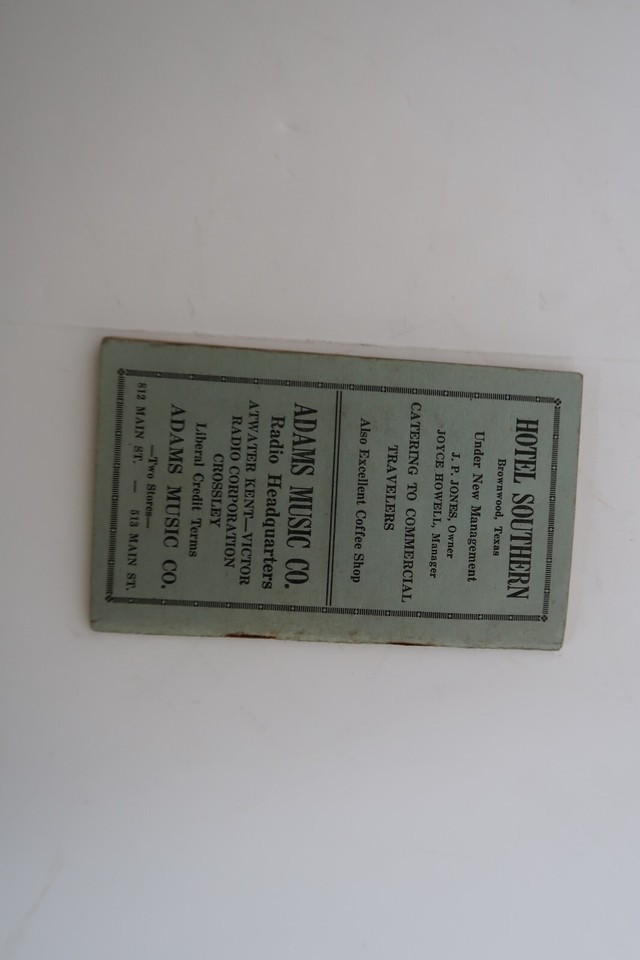 HOTEL SOUTHERN
Brownwood, Texas
Under New Management
J. P. JONES, Owner
JOYCE HOWELL, Manager
CATERING TO COMMERCIAL
TRAVELERS
Also Excellent Coffee Shop
ADAMS MUSIC CO.
Radio Headquarters
ATWATER KENT—VICTOR
RADIO CORPORATION
CROSSLEY
Liberal Credit Terms
ADAMS MUSIC CO.
—Two Stores—
812 MAIN ST. — 513 MAIN ST.